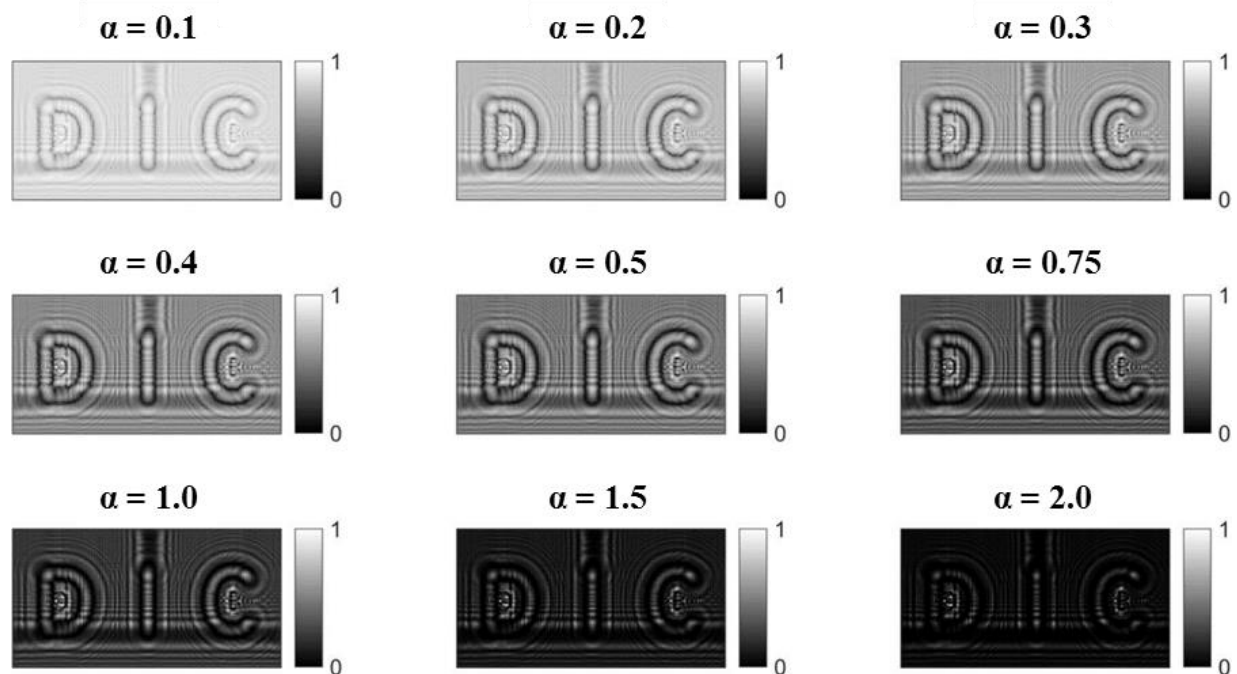 α = 0.1 α = 0.2 α = 0.3
1 1 1
D I C D I C D I C
0 0 0
α = 0.4 α = 0.5 α = 0.75
1 1 1
D I C D I C D I C
0 0 0
α = 1.0 α = 1.5 α = 2.0
1 1 1
D I C D I C D I C
0 0 0